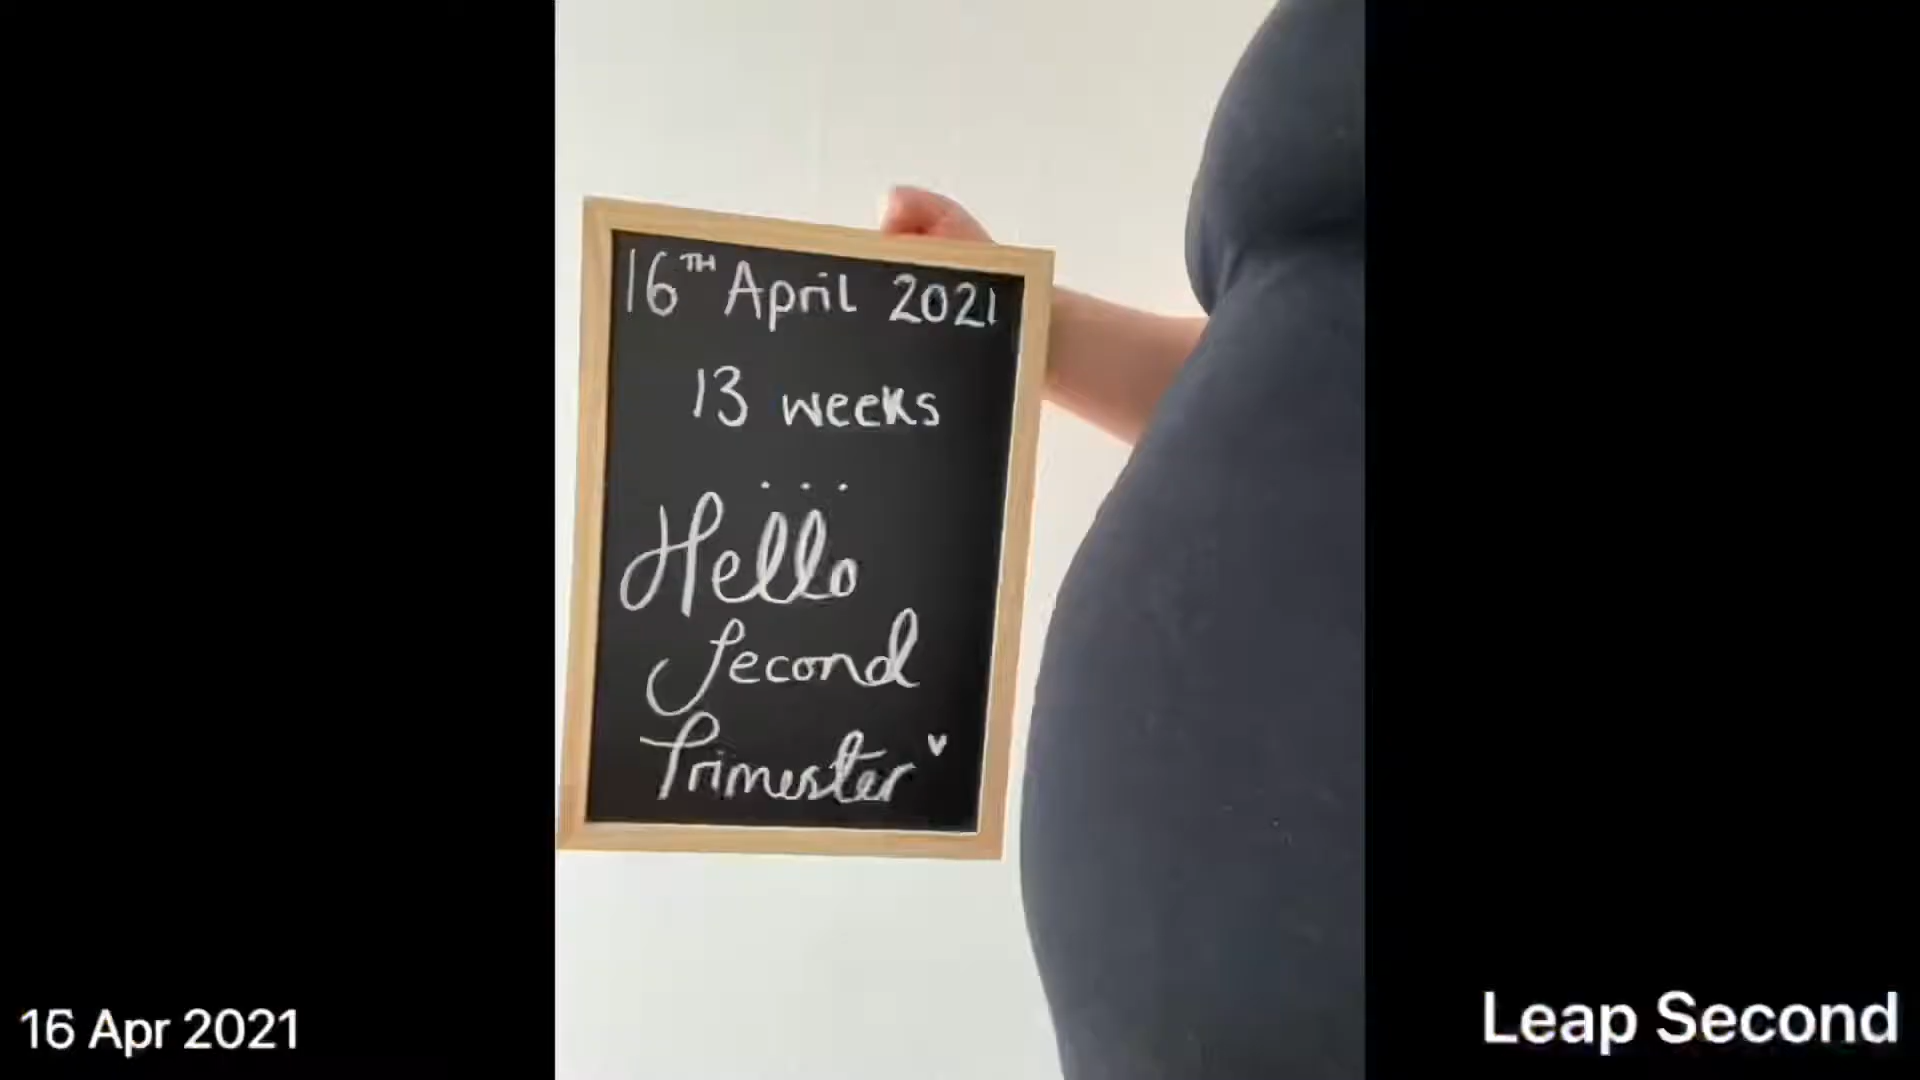 16TH April 2021
13 weeks
...
Hello
Second
Trimester
16 Apr 2021
Leap Second